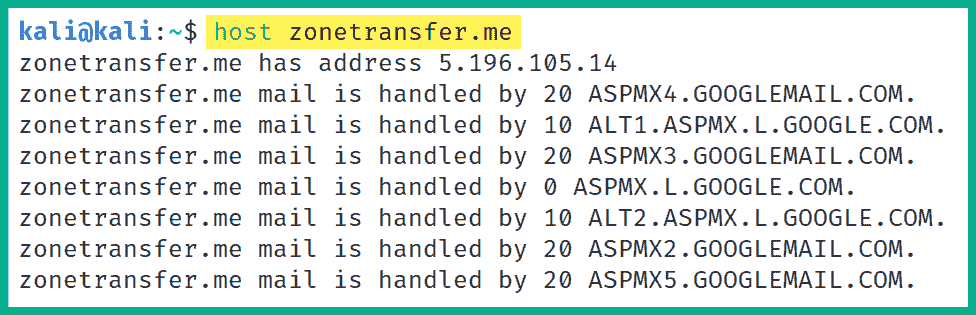 kali@kali:~$ host zonetransfer.me
zonetransfer.me has address 5.196.105.14
zonetransfer.me mail is handled by 20 ASPMX4.GOOGLEMAIL.COM.
zonetransfer.me mail is handled by 10 ALT1.ASPMX.L.GOOGLE.COM.
zonetransfer.me mail is handled by 20 ASPMX3.GOOGLEMAIL.COM.
zonetransfer.me mail is handled by 0 ASPMX.L.GOOGLE.COM.
zonetransfer.me mail is handled by 10 ALT2.ASPMX.L.GOOGLE.COM.
zonetransfer.me mail is handled by 20 ASPMX2.GOOGLEMAIL.COM.
zonetransfer.me mail is handled by 20 ASPMX5.GOOGLEMAIL.COM.